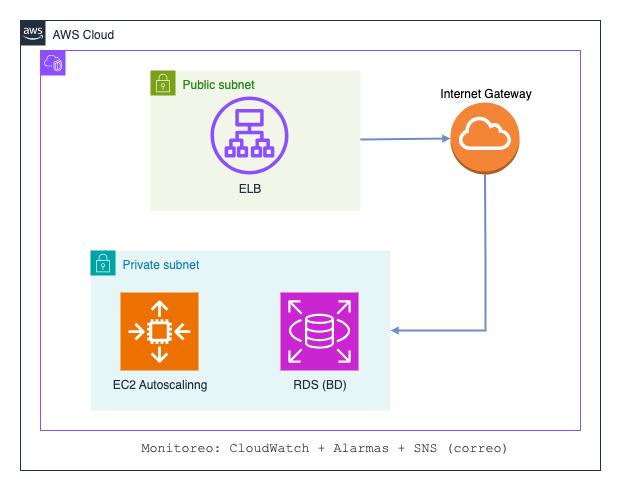 aws
AWS Cloud
Public subnet
Internet Gateway
ELB
Private subnet
EC2 Autoscalinng
RDS (BD)
Monitoreo: CloudWatch + Alarmas + SNS (correo)